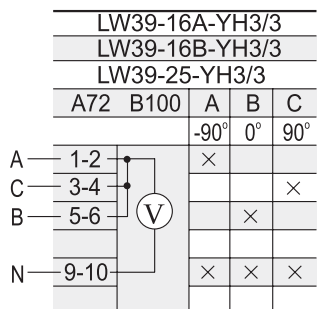 LW39-16A-YH3/3
LW39-16B-YH3/3
LW39-25-YH3/3
A72 B100 A B C
-90° 0° 90°
A 1-2 ×
C 3-4 ×
B 5-6 ×
V
N 9-10 × × ×